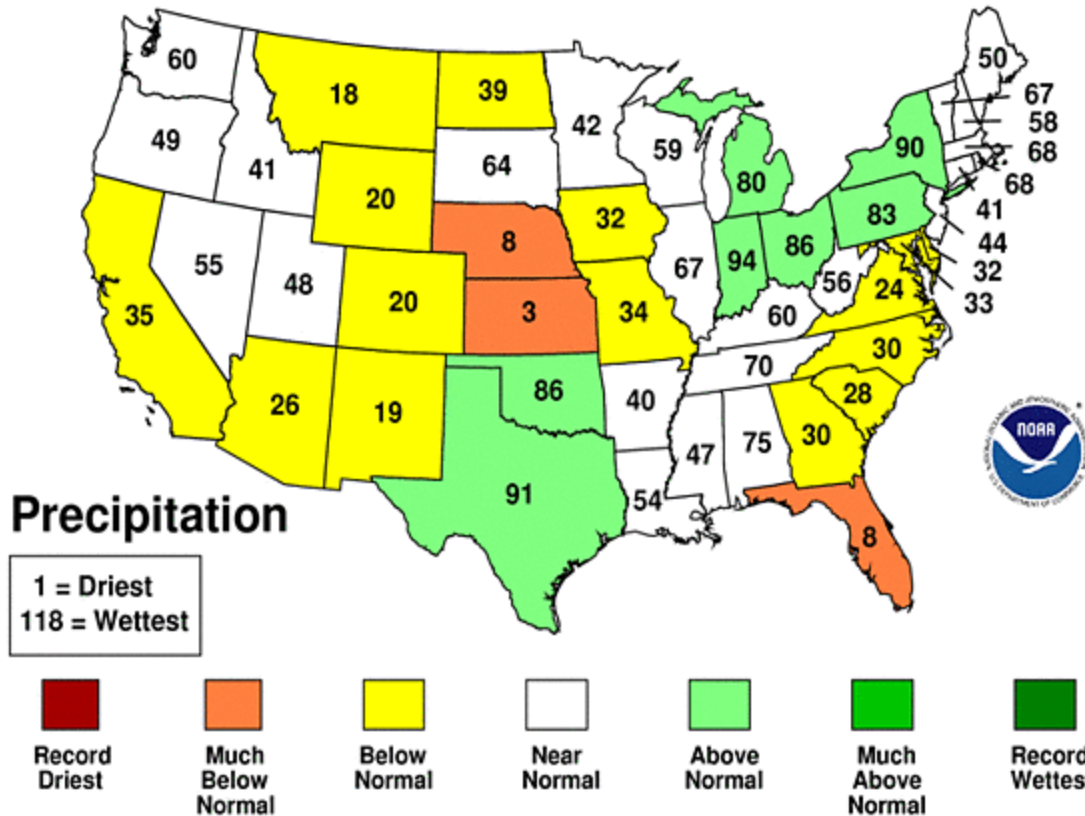 60
18
39
42
50
67
58
68
68
41
44
32
33
49
41
20
64
59
80
90
83
35
55
48
20
8
32
67
94
86
56
24
3
34
60
30
26
19
86
40
70
28
47
75
30
91
54
8
NOAA
Precipitation
1 = Driest
118 = Wettest
Record
Driest
Much
Below
Normal
Below
Normal
Near
Normal
Above
Normal
Much
Above
Normal
Record
Wettes